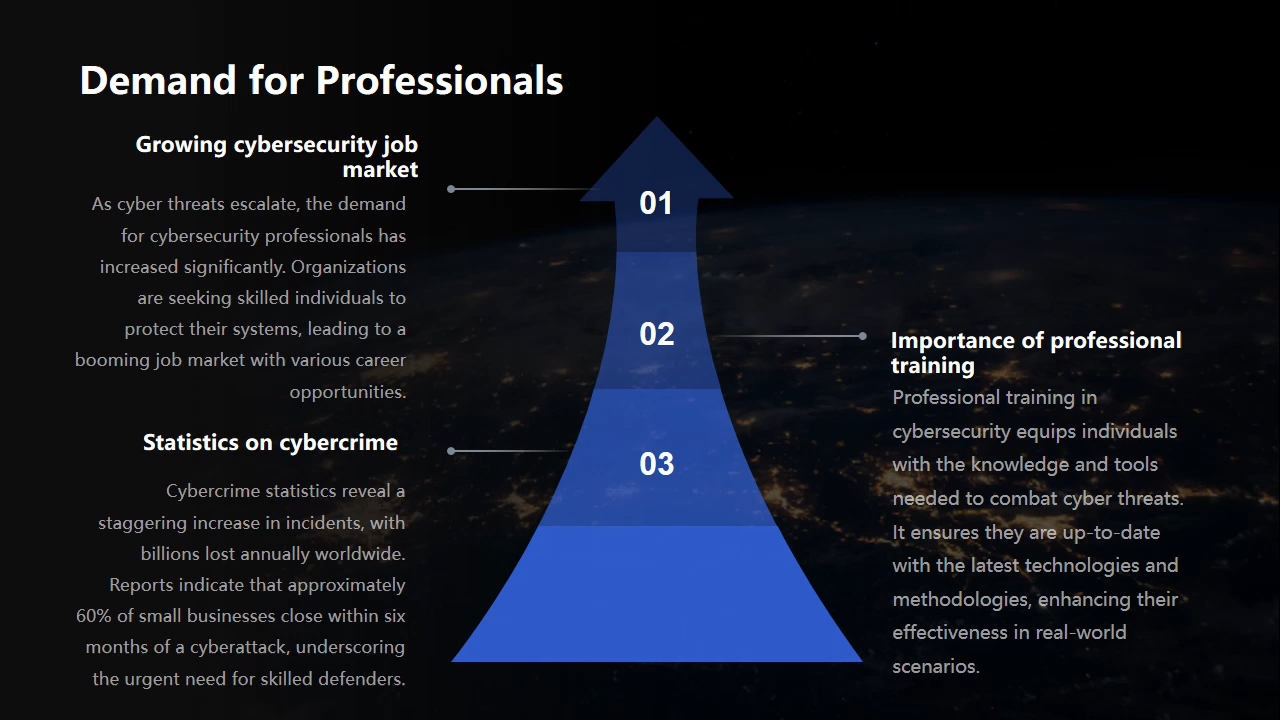 Demand for Professionals
Growing cybersecurity job
market
As cyber threats escalate, the demand
for cybersecurity professionals has
increased significantly. Organizations
are seeking skilled individuals to
protect their systems, leading to a
booming job market with various career
opportunities.
01
02
Importance of professional
training
Professional training in
cybersecurity equips individuals
with the knowledge and tools
needed to combat cyber threats.
It ensures they are up-to-date
with the latest technologies and
methodologies, enhancing their
effectiveness in real-world
scenarios.
Statistics on cybercrime
Cybercrime statistics reveal a
staggering increase in incidents, with
billions lost annually worldwide.
Reports indicate that approximately
60% of small businesses close within six
months of a cyberattack, underscoring
the urgent need for skilled defenders.
03